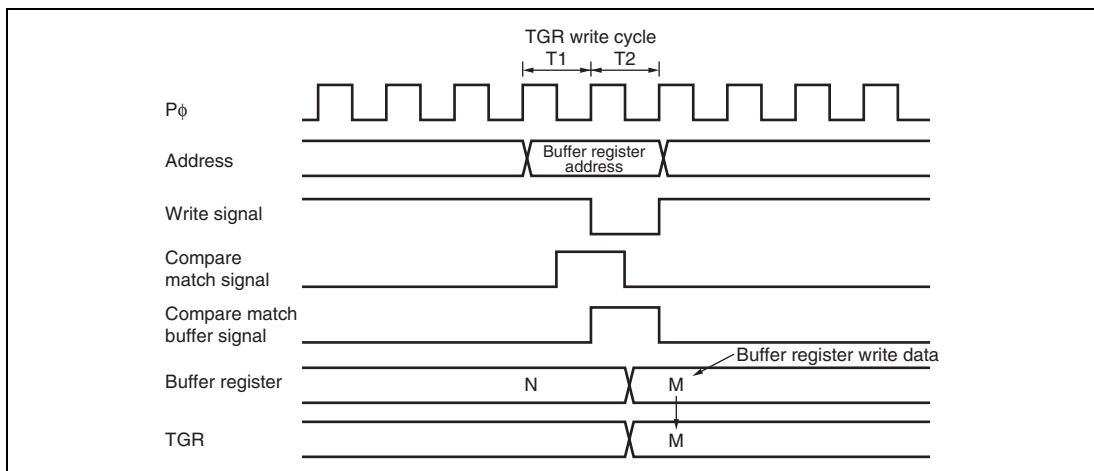 TGR write cycle
T1 T2
Pϕ
Address
Buffer register
address
Write signal
Compare
match signal
Compare match
buffer signal
Buffer register write data
Buffer register
N
M
TGR
M